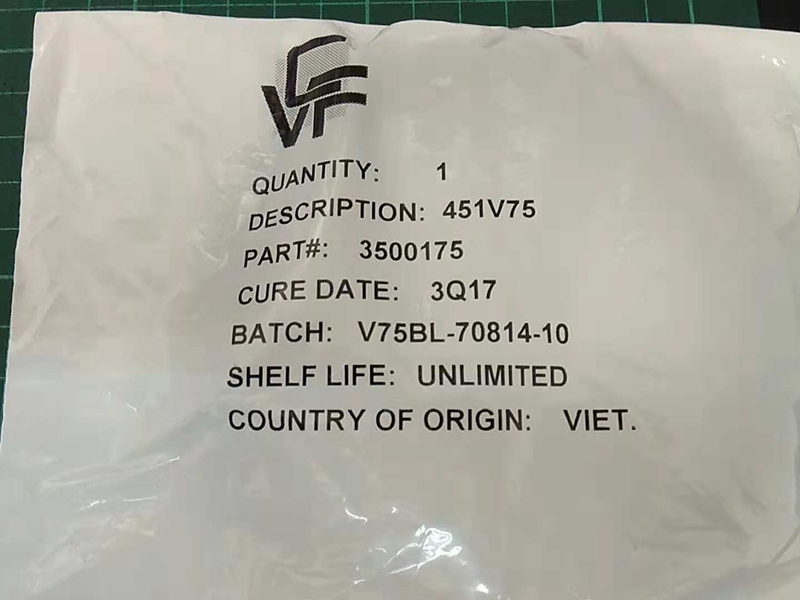 CVF
QUANTITY: 1
DESCRIPTION: 451V75
PART#: 3500175
CURE DATE: 3Q17
BATCH: V75BL-70814-10
SHELF LIFE: UNLIMITED
COUNTRY OF ORIGIN: VIET.